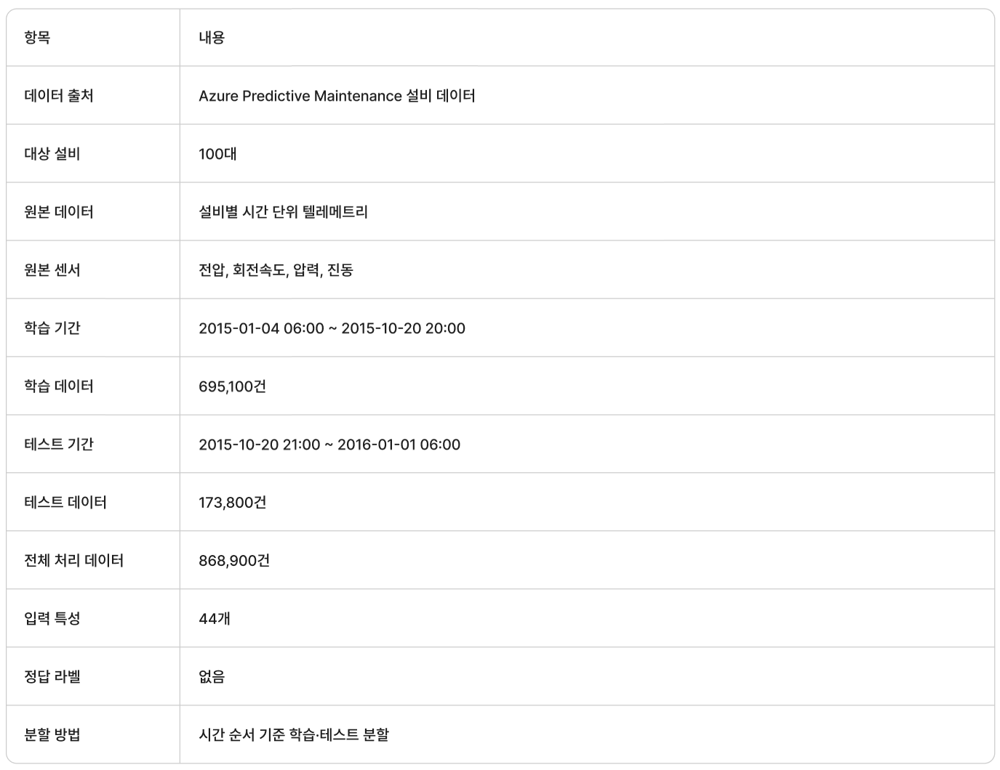 항목 내용
데이터 출처 Azure Predictive Maintenance 설비 데이터
대상 설비 100대
원본 데이터 설비별 시간 단위 텔레메트리
원본 센서 전압, 회전속도, 압력, 진동
학습 기간 2015-01-04 06:00 ~ 2015-10-20 20:00
학습 데이터 695,100건
테스트 기간 2015-10-20 21:00 ~ 2016-01-01 06:00
테스트 데이터 173,800건
전체 처리 데이터 868,900건
입력 특성 44개
정답 라벨 없음
분할 방법 시간 순서 기준 학습·테스트 분할